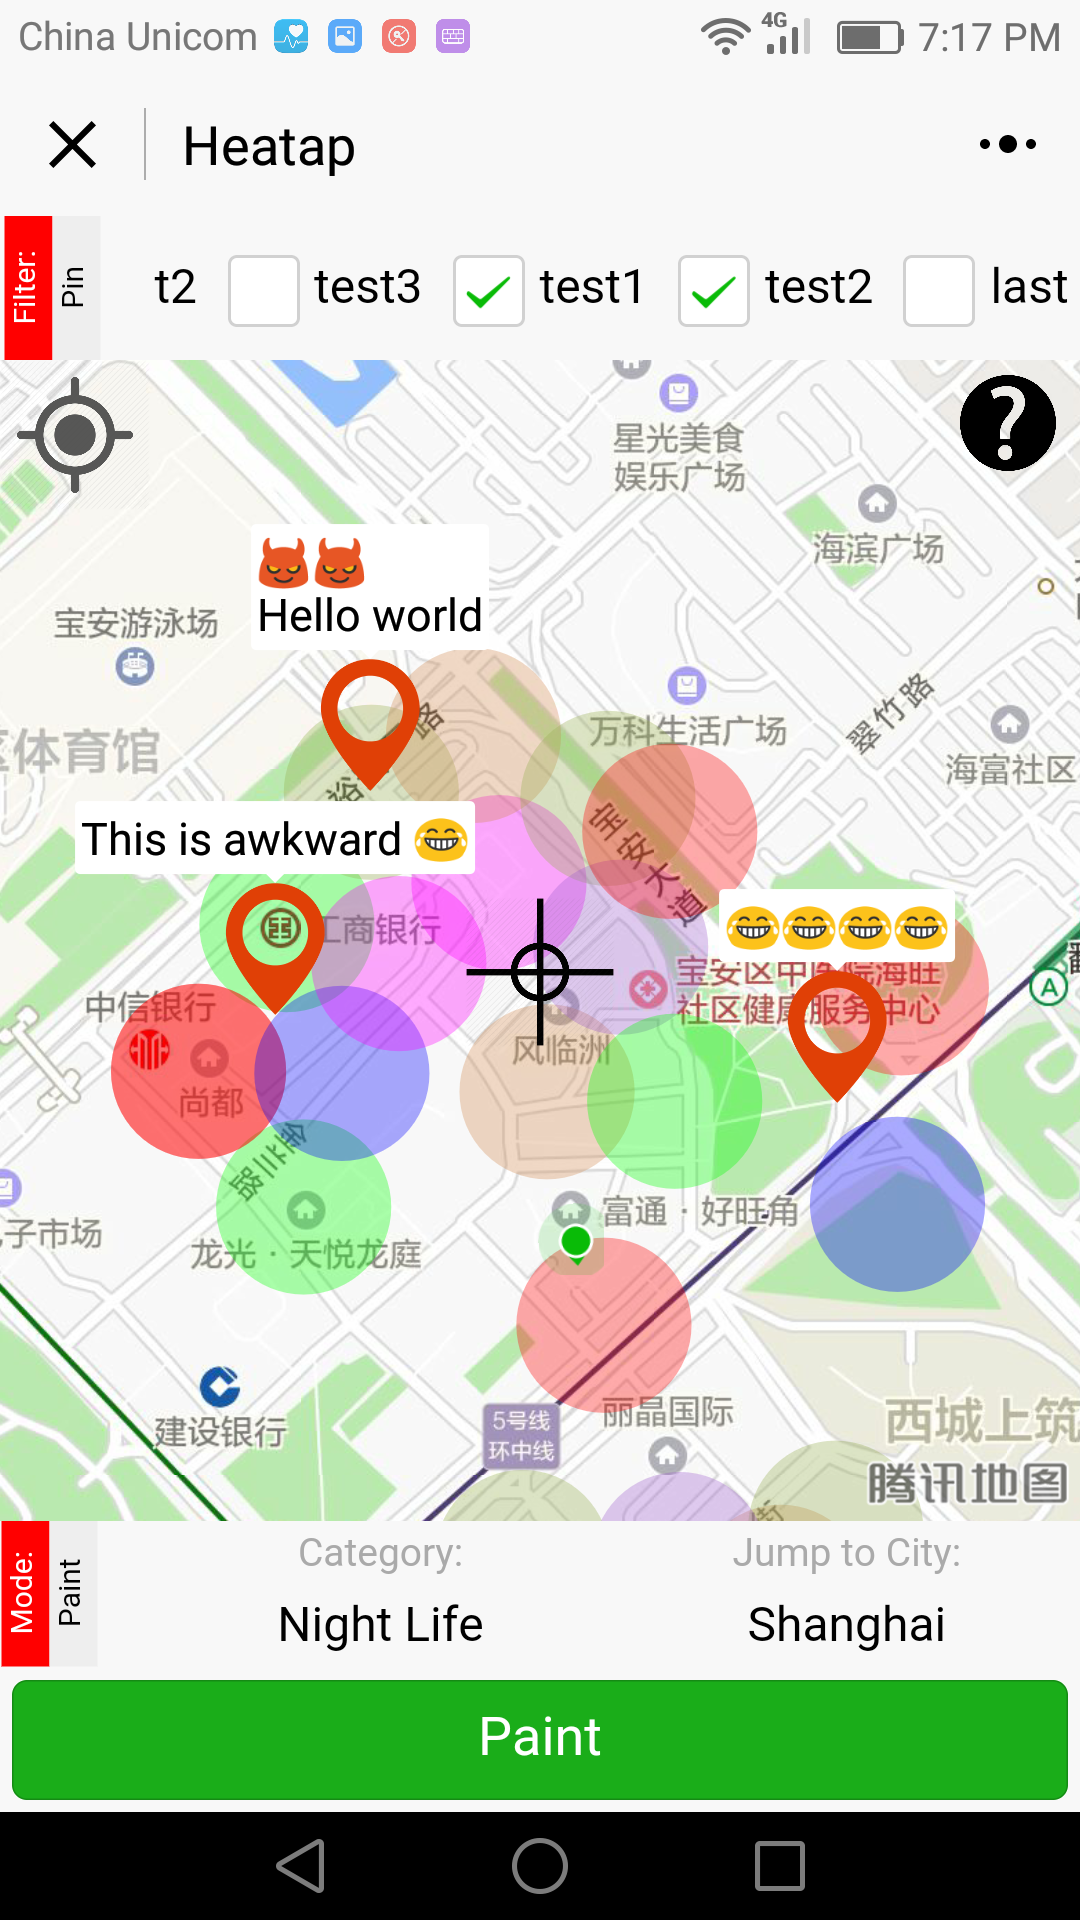 China Unicom 4G 7:17 PM
Heatap
Filter:
Pin
t2 test3 test1 test2 last
星光美食
娱乐广场
海滨广场
Hello world
宝安游泳场
万科生活广场
翠竹路
区体育馆
海富社区
裕 路
This is awkward 😂
宝安大道
😂😂😂😂
工商银行
宝安区中医院海旺
社区健康服务中心
A
中信银行
风临洲
尚都
富通·好旺角
子市场
龙光·天悦龙庭
建设银行
5号线
环中线
丽晶国际
西城上筑
腾讯地图
Mode:
Paint
Category:
Jump to City:
Night Life
Shanghai
Paint